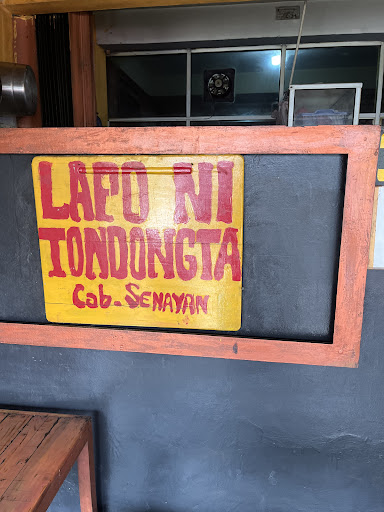 LAPO NI
TONDONGTA
Cab. SENAYAN